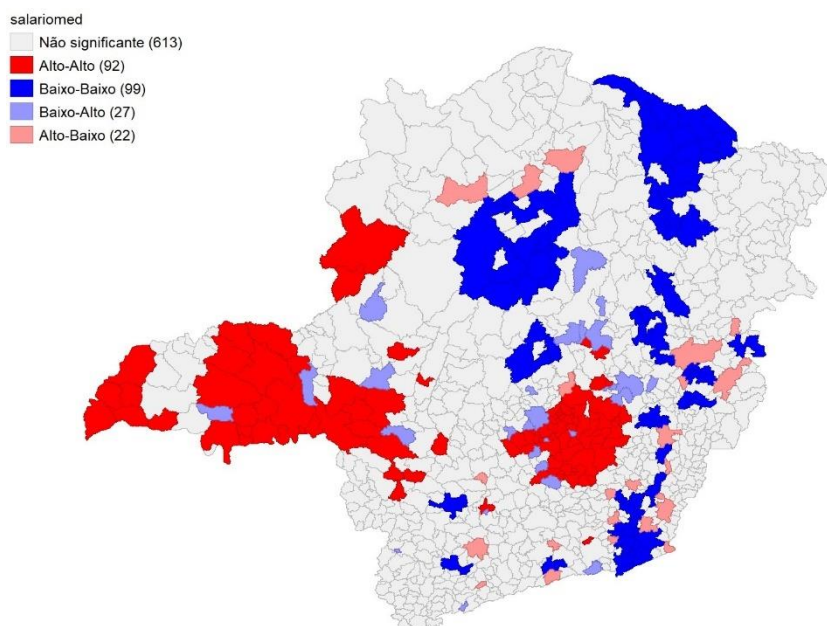 salariomed
Não significante (613)
Alto-Alto (92)
Baixo-Baixo (99)
Baixo-Alto (27)
Alto-Baixo (22)